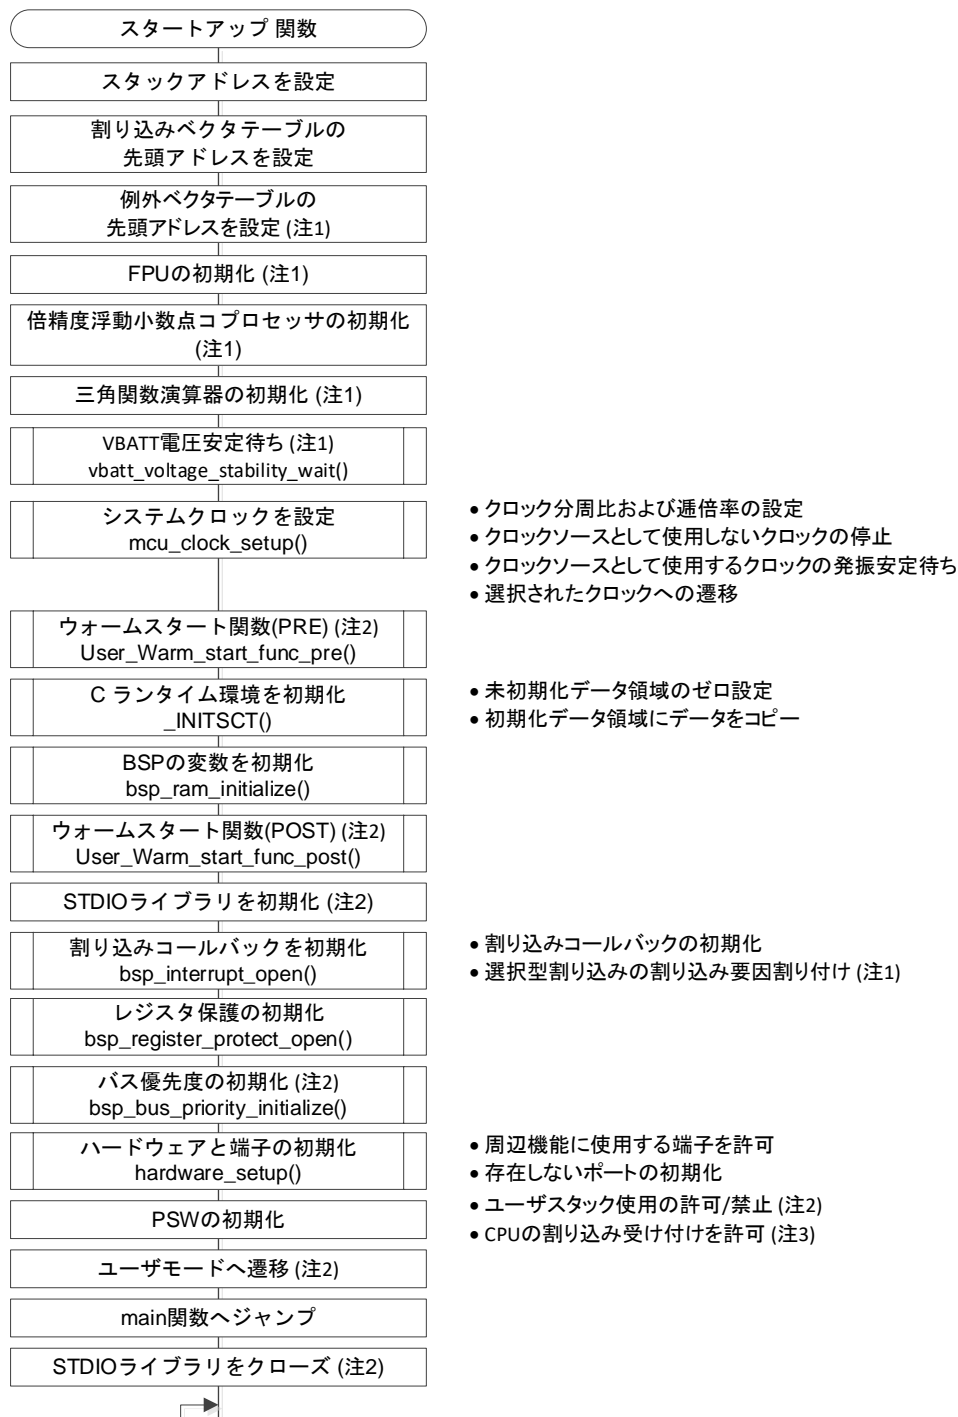 スタートアップ 関数
スタックアドレスを設定
割り込みベクタテーブルの
先頭アドレスを設定
例外ベクタテーブルの
先頭アドレスを設定 (注1)
FPUの初期化 (注1)
倍精度浮動小数点コプロセッサの初期化
(注1)
三角関数演算器の初期化 (注1)
VBATT電圧安定待ち (注1)
vbatt_voltage_stability_wait()
システムクロックを設定
mcu_clock_setup()
• クロック分周比および逓倍率の設定
• クロックソースとして使用しないクロックの停止
• クロックソースとして使用するクロックの発振安定待ち
• 選択されたクロックへの遷移
ウォームスタート関数(PRE) (注2)
User_Warm_start_func_pre()
C ランタイム環境を初期化
_INITSCT()
• 未初期化データ領域のゼロ設定
• 初期化データ領域にデータをコピー
BSPの変数を初期化
bsp_ram_initialize()
ウォームスタート関数(POST) (注2)
User_Warm_start_func_post()
STDIOライブラリを初期化 (注2)
割り込みコールバックを初期化
bsp_interrupt_open()
• 割り込みコールバックの初期化
• 選択型割り込みの割り込み要因割り付け (注1)
レジスタ保護の初期化
bsp_register_protect_open()
バス優先度の初期化 (注2)
bsp_bus_priority_initialize()
ハードウェアと端子の初期化
hardware_setup()
• 周辺機能に使用する端子を許可
• 存在しないポートの初期化
PSWの初期化
• ユーザスタック使用の許可/禁止 (注2)
• CPUの割り込み受け付けを許可 (注3)
ユーザモードへ遷移 (注2)
main関数へジャンプ
STDIOライブラリをクローズ (注2)